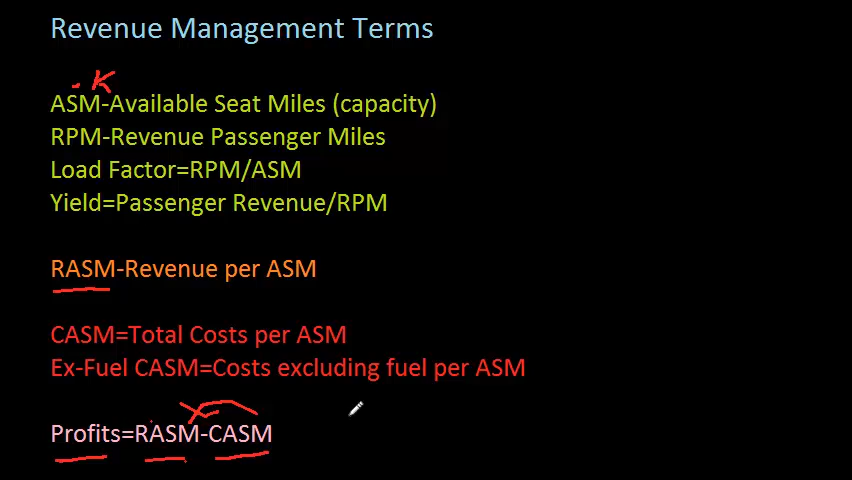 Revenue Management Terms
K
ASM-Available Seat Miles (capacity)
RPM-Revenue Passenger Miles
Load Factor=RPM/ASM
Yield=Passenger Revenue/RPM
RASM-Revenue per ASM
CASM=Total Costs per ASM
Ex-Fuel CASM=Costs excluding fuel per ASM
Profits=RASM-CASM